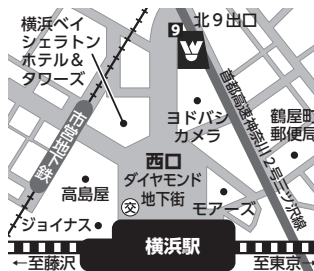 横浜ベイ
シェラトン
ホテル＆
タワーズ
9
北9出口
W
首都高速神奈川2号三ツ沢線
市営地下鉄
ヨドバシ
カメラ
鶴屋町
郵便局
西口
ダイヤモンド
地下街
高島屋
交
モアーズ
ジョイナス
横浜駅
←至藤沢
至東京→